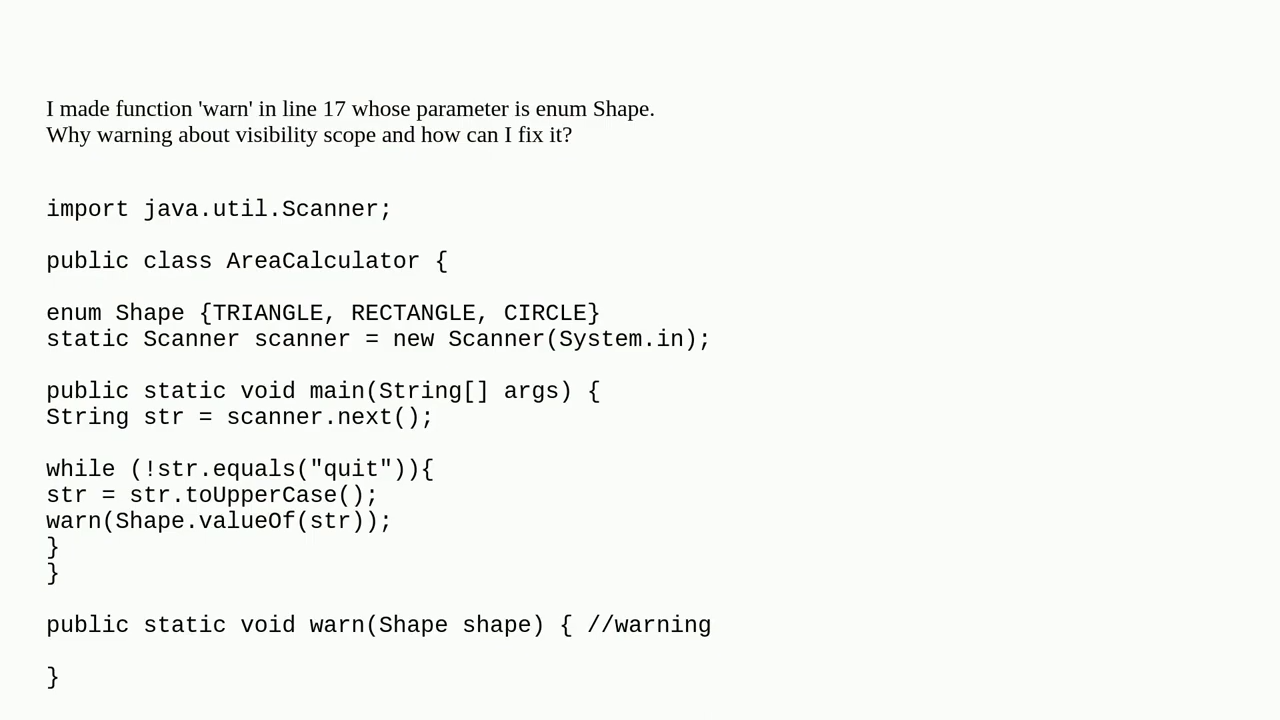 I made function 'warn' in line 17 whose parameter is enum Shape.
Why warning about visibility scope and how can I fix it?
import java.util.Scanner;
public class AreaCalculator {
enum Shape {TRIANGLE, RECTANGLE, CIRCLE}
static Scanner scanner = new Scanner(System.in);
public static void main(String[] args) {
String str = scanner.next();
while (!str.equals("quit")){
str = str.toUpperCase();
warn(Shape.valueOf(str));
}
}
public static void warn(Shape shape) { //warning
}